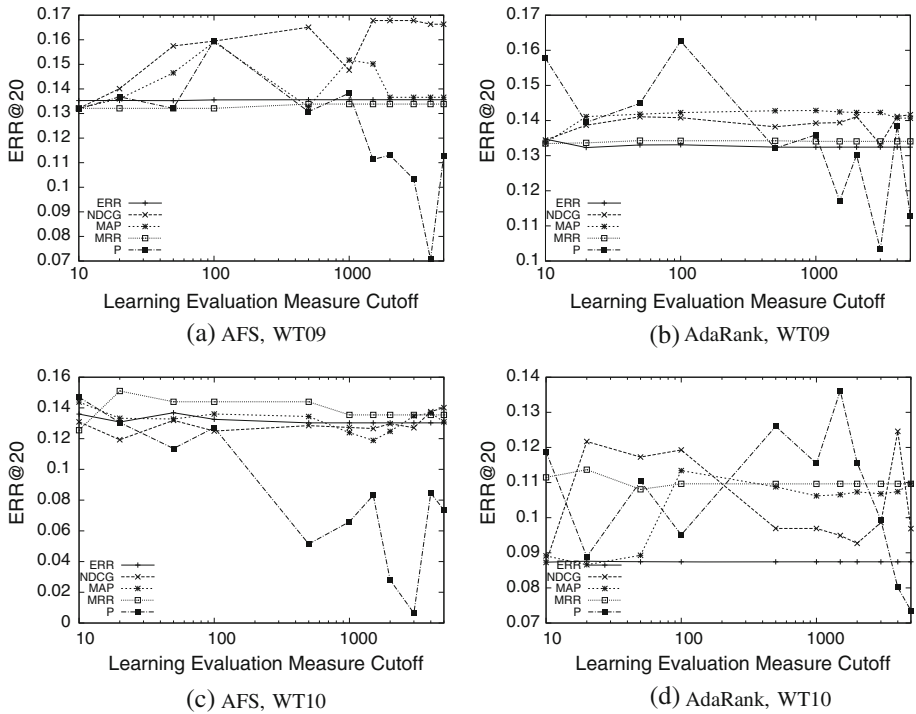 0.17
0.16
0.15
0.14
0.13
0.12
0.11
0.1
0.09
0.08
0.07
ERR@20
ERR
NDCG
MAP
MRR
P
10 100 1000
Learning Evaluation Measure Cutoff
(a) AFS, WT09
0.17
0.16
0.15
0.14
0.13
0.12
0.11
0.1
ERR@20
ERR
NDCG
MAP
MRR
P
10 100 1000
Learning Evaluation Measure Cutoff
(b) AdaRank, WT09
0.16
0.14
0.12
0.1
0.08
0.06
0.04
0.02
0
ERR@20
ERR
NDCG
MAP
MRR
P
10 100 1000
Learning Evaluation Measure Cutoff
(c) AFS, WT10
0.14
0.13
0.12
0.11
0.1
0.09
0.08
0.07
ERR@20
ERR
NDCG
MAP
MRR
P
10 100 1000
Learning Evaluation Measure Cutoff
(d) AdaRank, WT10